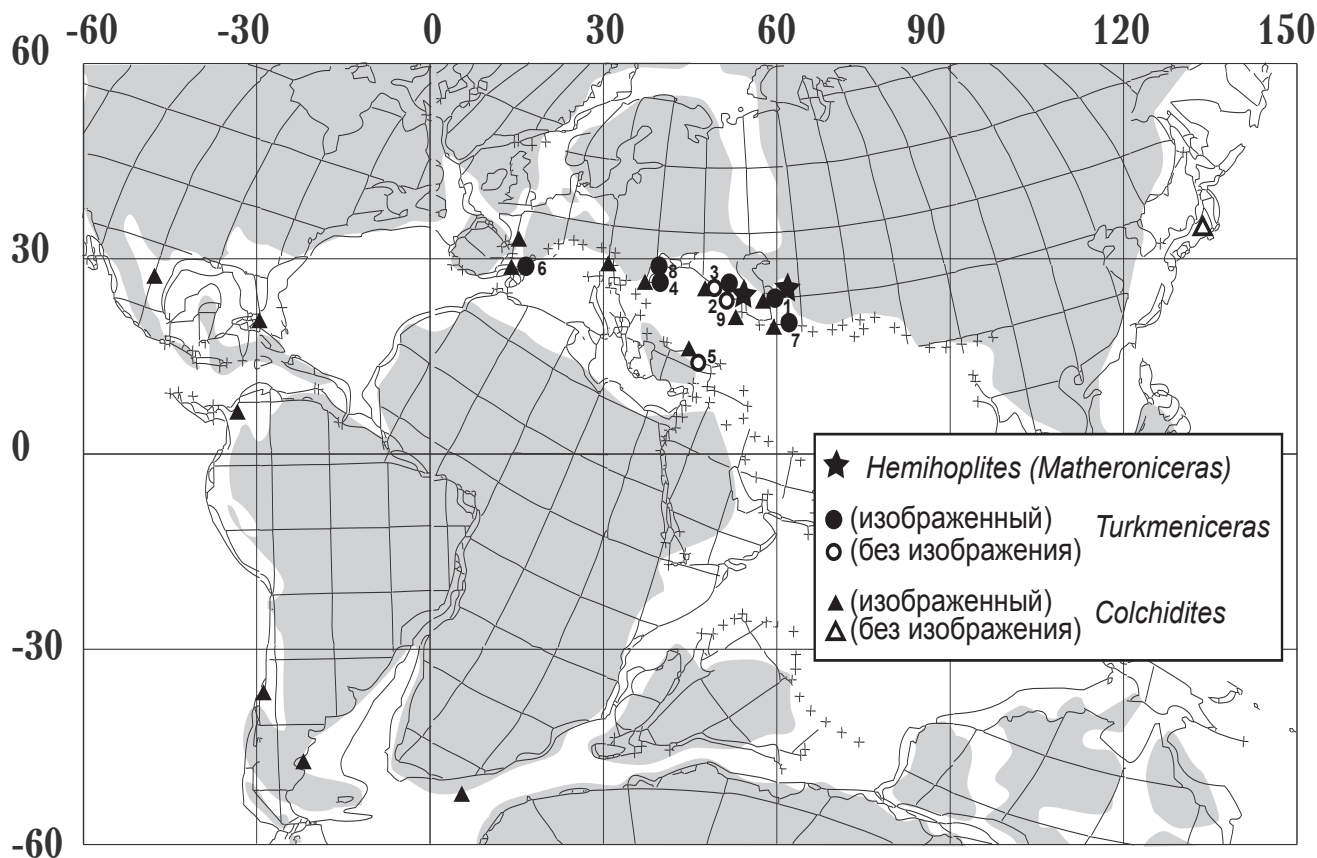 -60 -30 0 30 60 90 120 150
60
30
0
-30
-60
6
8
4
3
2
9
1
7
5
Hemihoplites (Matheroniceras)
(изображенный)
(без изображения)
Turkmeniceras
(изображенный)
(без изображения)
Colchidites